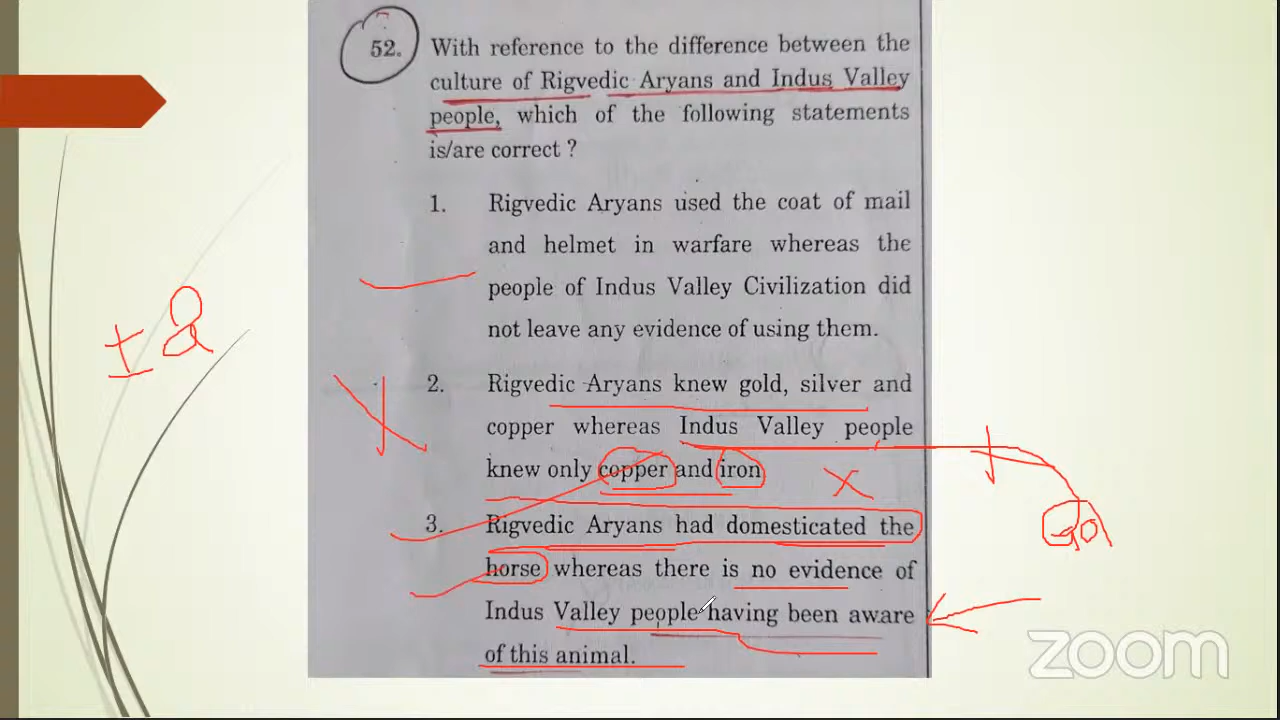 52. With reference to the difference between the
culture of Rigvedic Aryans and Indus Valley
people, which of the following statements
is/are correct ?
1. Rigvedic Aryans used the coat of mail
and helmet in warfare whereas the
people of Indus Valley Civilization did
not leave any evidence of using them.
2. Rigvedic Aryans knew gold, silver and
copper whereas Indus Valley people
knew only copper and iron
3. Rigvedic Aryans had domesticated the
horse whereas there is no evidence of
Indus Valley people having been aware
of this animal.
zoom